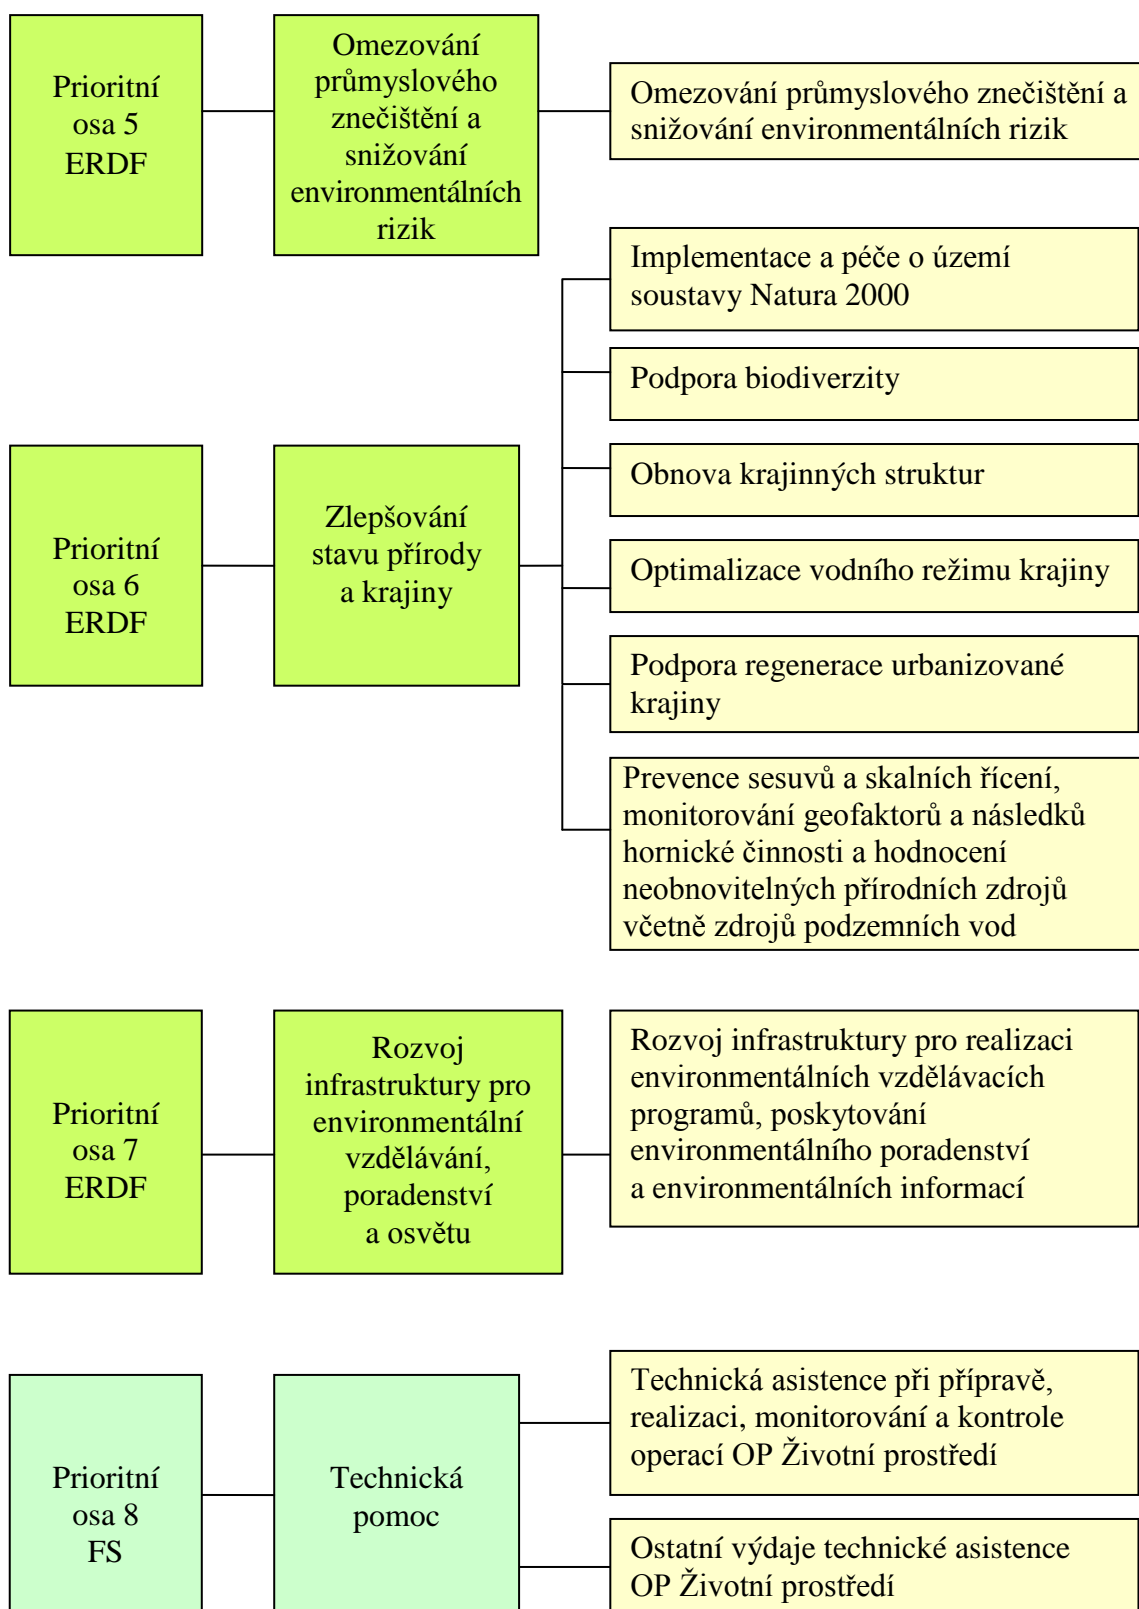 Prioritní
osa 5
ERDF
Omezování
průmyslového
znečištění a
snižování
environmentálních
rizik
Omezování průmyslového znečištění a
snižování environmentálních rizik
Prioritní
osa 6
ERDF
Zlepšování
stavu přírody
a krajiny
Implementace a péče o území
soustavy Natura 2000
Podpora biodiverzity
Obnova krajinných struktur
Optimalizace vodního režimu krajiny
Podpora regenerace urbanizované
krajiny
Prevence sesuvů a skalních řícení,
monitorování geofaktorů a následků
hornické činnosti a hodnocení
neobnovitelných přírodních zdrojů
včetně zdrojů podzemních vod
Prioritní
osa 7
ERDF
Rozvoj
infrastruktury pro
environmentální
vzdělávání,
poradenství
a osvětu
Rozvoj infrastruktury pro realizaci
environmentálních vzdělávacích
programů, poskytování
environmentálního poradenství
a environmentálních informací
Prioritní
osa 8
FS
Technická
pomoc
Technická asistence při přípravě,
realizaci, monitorování a kontrole
operací OP Životní prostředí
Ostatní výdaje technické asistence
OP Životní prostředí